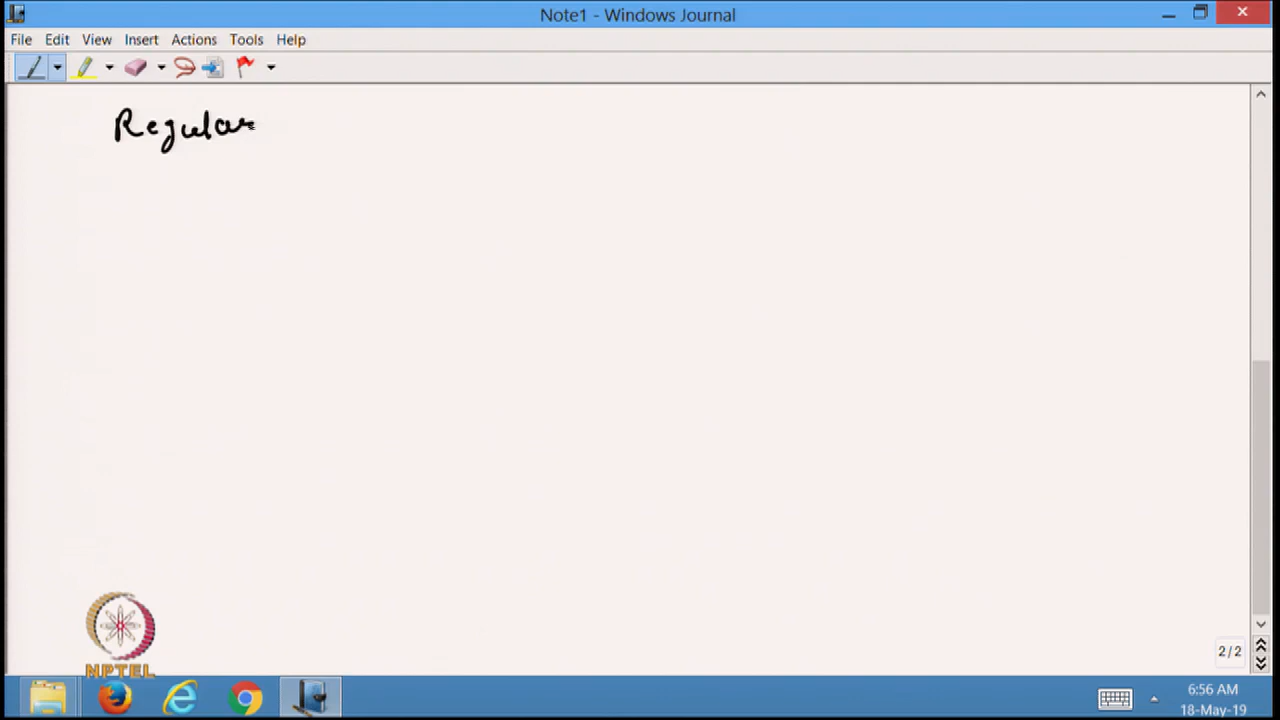 Note1 - Windows Journal
File Edit View Insert Actions Tools Help
Regular
2/2
NPTEL
6:56 AM
18-May-19